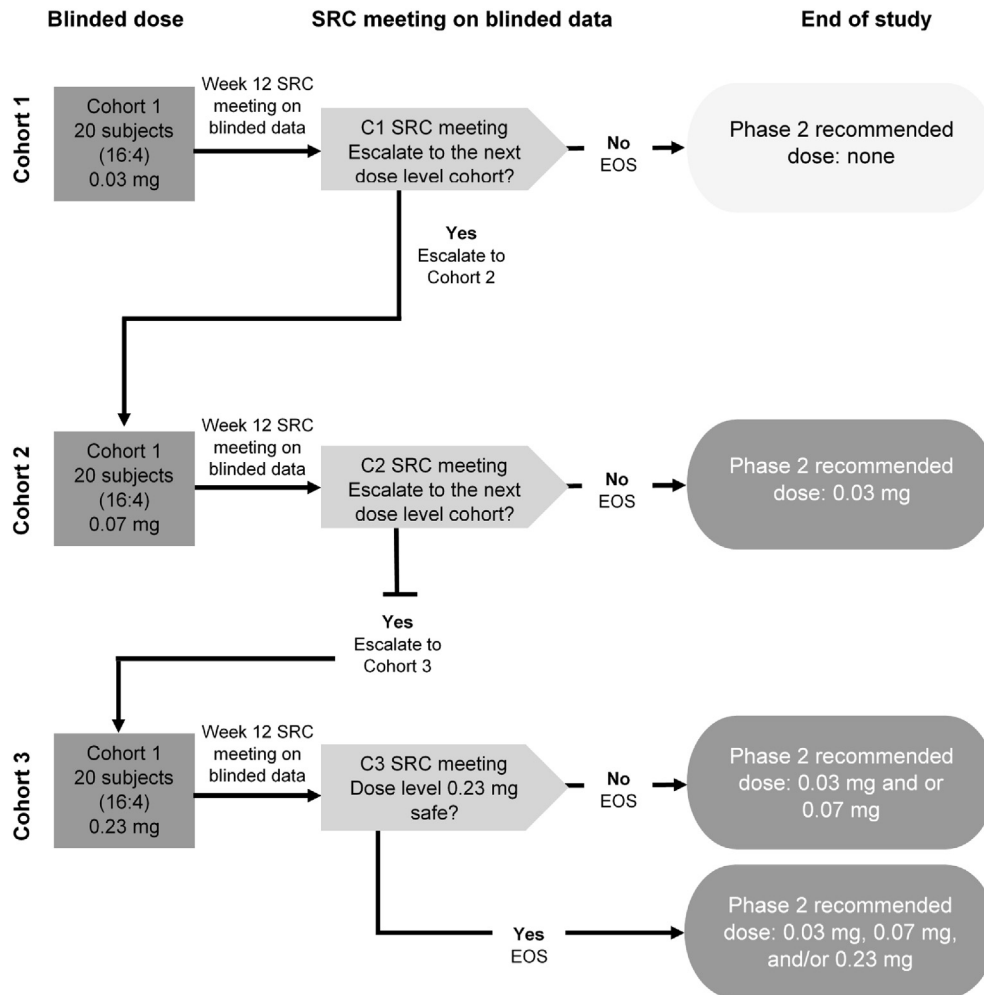 Blinded dose
SRC meeting on blinded data
End of study
Cohort 1
Cohort 1
20 subjects
(16:4)
0.03 mg
Week 12 SRC
meeting on
blinded data
C1 SRC meeting
Escalate to the next
dose level cohort?
No
EOS
Phase 2 recommended
dose: none
Yes
Escalate to
Cohort 2
Cohort 2
Cohort 1
20 subjects
(16:4)
0.07 mg
Week 12 SRC
meeting on
blinded data
C2 SRC meeting
Escalate to the next
dose level cohort?
No
EOS
Phase 2 recommended
dose: 0.03 mg
Yes
Escalate to
Cohort 3
Cohort 3
Cohort 1
20 subjects
(16:4)
0.23 mg
Week 12 SRC
meeting on
blinded data
C3 SRC meeting
Dose level 0.23 mg
safe?
No
EOS
Phase 2 recommended
dose: 0.03 mg and or
0.07 mg
Yes
EOS
Phase 2 recommended
dose: 0.03 mg, 0.07 mg,
and/or 0.23 mg